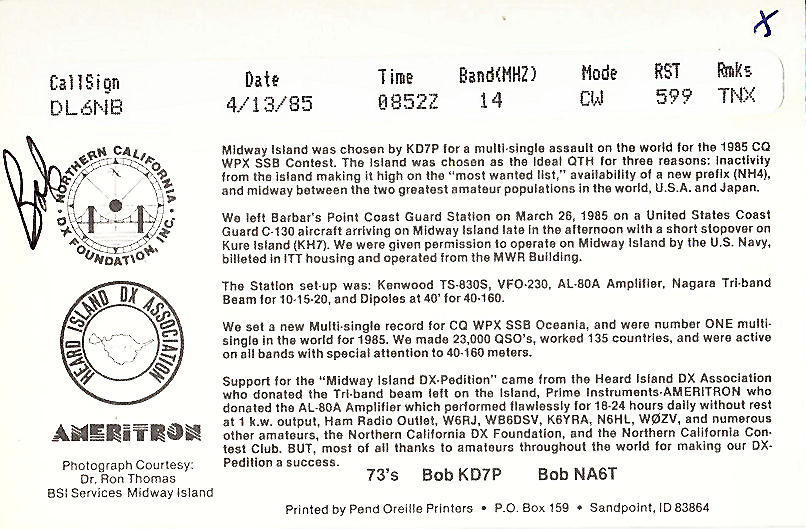 CallSign Date Time Band(MHZ) Mode RST Rmks
DL6NB 4/13/85 0852Z 14 CW 599 TNX
Bob
NORTHERN CALIFORNIA
DX FOUNDATION, INC.
HEARD ISLAND DX ASSOCIATION
AMERITRON
Photograph Courtesy:
Dr. Ron Thomas
BSI Services Midway Island
Midway Island was chosen by KD7P for a multi-single assault on the world for the 1985 CQ
WPX SSB Contest. The Island was chosen as the Ideal QTH for three reasons: Inactivity
from the island making it high on the "most wanted list," availability of a new prefix (NH4),
and midway between the two greatest amateur populations in the world, U.S.A. and Japan.
We left Barbar's Point Coast Guard Station on March 26, 1985 on a United States Coast
Guard C-130 aircraft arriving on Midway Island late in the afternoon with a short stopover on
Kure Island (KH7). We were given permission to operate on Midway Island by the U.S. Navy,
billeted in ITT housing and operated from the MWR Building.
The Station set-up was: Kenwood TS-830S, VFO-230, AL-80A Amplifier, Nagara Tri-band
Beam for 10-15-20, and Dipoles at 40' for 40-160.
We set a new Multi-single record for CQ WPX SSB Oceania, and were number ONE multi-
single in the world for 1985. We made 23,000 QSO's, worked 135 countries, and were active
on all bands with special attention to 40-160 meters.
Support for the "Midway Island DX-Pedition" came from the Heard Island DX Association
who donated the Tri-band beam left on the Island, Prime Instruments-AMERITRON who
donated the AL-80A Amplifier which performed flawlessly for 18-24 hours daily without rest
at 1 k.w. output, Ham Radio Outlet, W6RJ, WB6DSV, K6YRA, N6HL, WØZV, and numerous
other amateurs, the Northern California DX Foundation, and the Northern California Con-
test Club. BUT, most of all thanks to amateurs throughout the world for making our DX-
Pedition a success.
73's Bob KD7P Bob NA6T
Printed by Pend Oreille Printers • P.O. Box 159 • Sandpoint, ID 83864